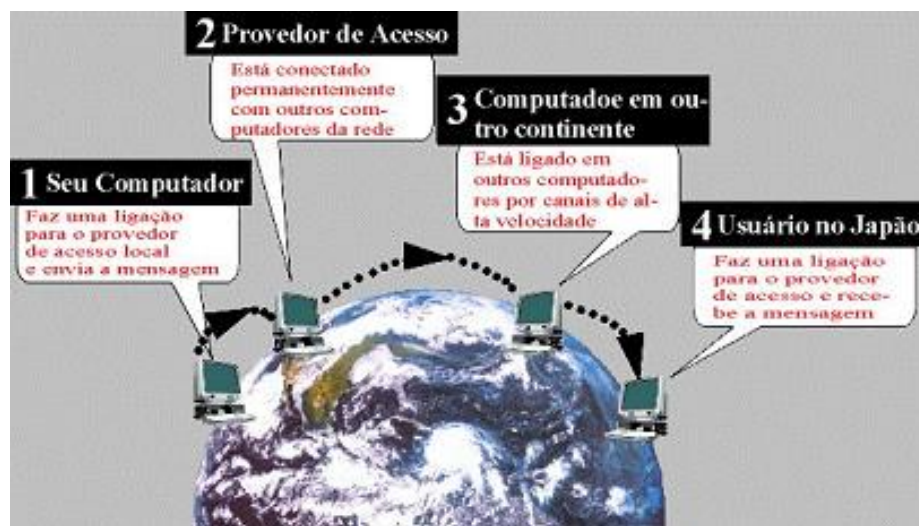 1 Seu Computador
Faz uma ligação
para o provedor
de acesso local
e envia a mensagem
2 Provedor de Acesso
Está conectado
permanentemente
com outros com-
putadores da rede
3 Computadoe em ou-
tro continente
Está ligado em
outros computado-
res por canais de al-
ta velocidade
4 Usuário no Japão
Faz uma ligação
para o provedor
de acesso e rece-
be a mensagem